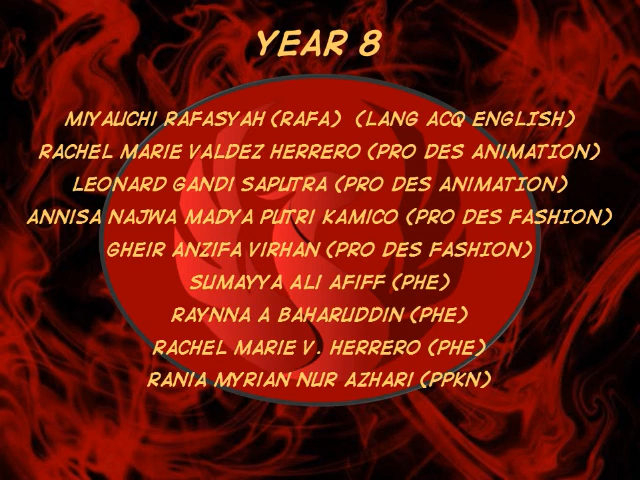 YEAR 8
MIYAUCHI RAFASYAH (RAFA) (LANG ACQ ENGLISH)
RACHEL MARIE VALDEZ HERRERO (PRO DES ANIMATION)
LEONARD GANDI SAPUTRA (PRO DES ANIMATION)
ANNISA NAJWA MADYA PUTRI KAMICO (PRO DES FASHION)
GHEIR ANZIFA VIRHAN (PRO DES FASHION)
SUMAYYA ALI AFIFF (PHE)
RAYNNA A BAHARUDDIN (PHE)
RACHEL MARIE V. HERRERO (PHE)
RANIA MYRIAN NUR AZHARI (PPKN)